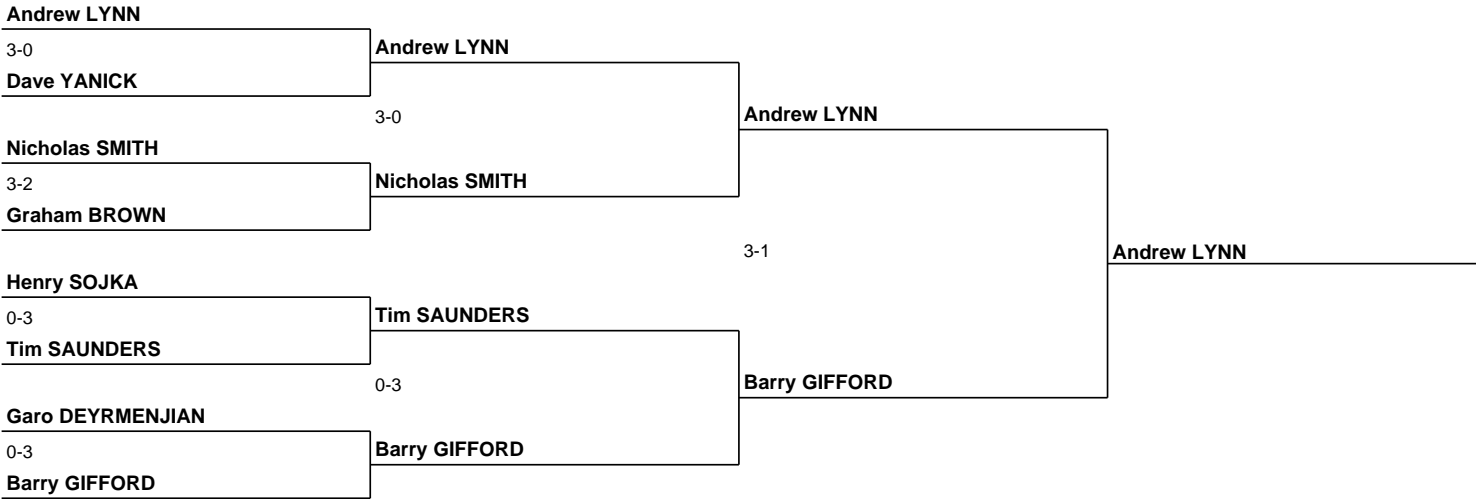 Andrew LYNN
3-0
Dave YANICK
Nicholas SMITH
3-2
Graham BROWN
Henry SOJKA
0-3
Tim SAUNDERS
Garo DEYRMENJIAN
0-3
Barry GIFFORD
Andrew LYNN
3-0
Nicholas SMITH
Tim SAUNDERS
0-3
Barry GIFFORD
Andrew LYNN
3-1
Barry GIFFORD
Andrew LYNN